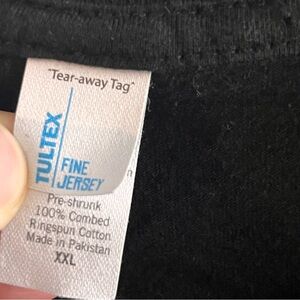 "Tear-away Tag"
TULTEX
FINE
JERSEY
Pre-shrunk
100% Combed
Ringspun Cotton
Made in Pakistan
XXL